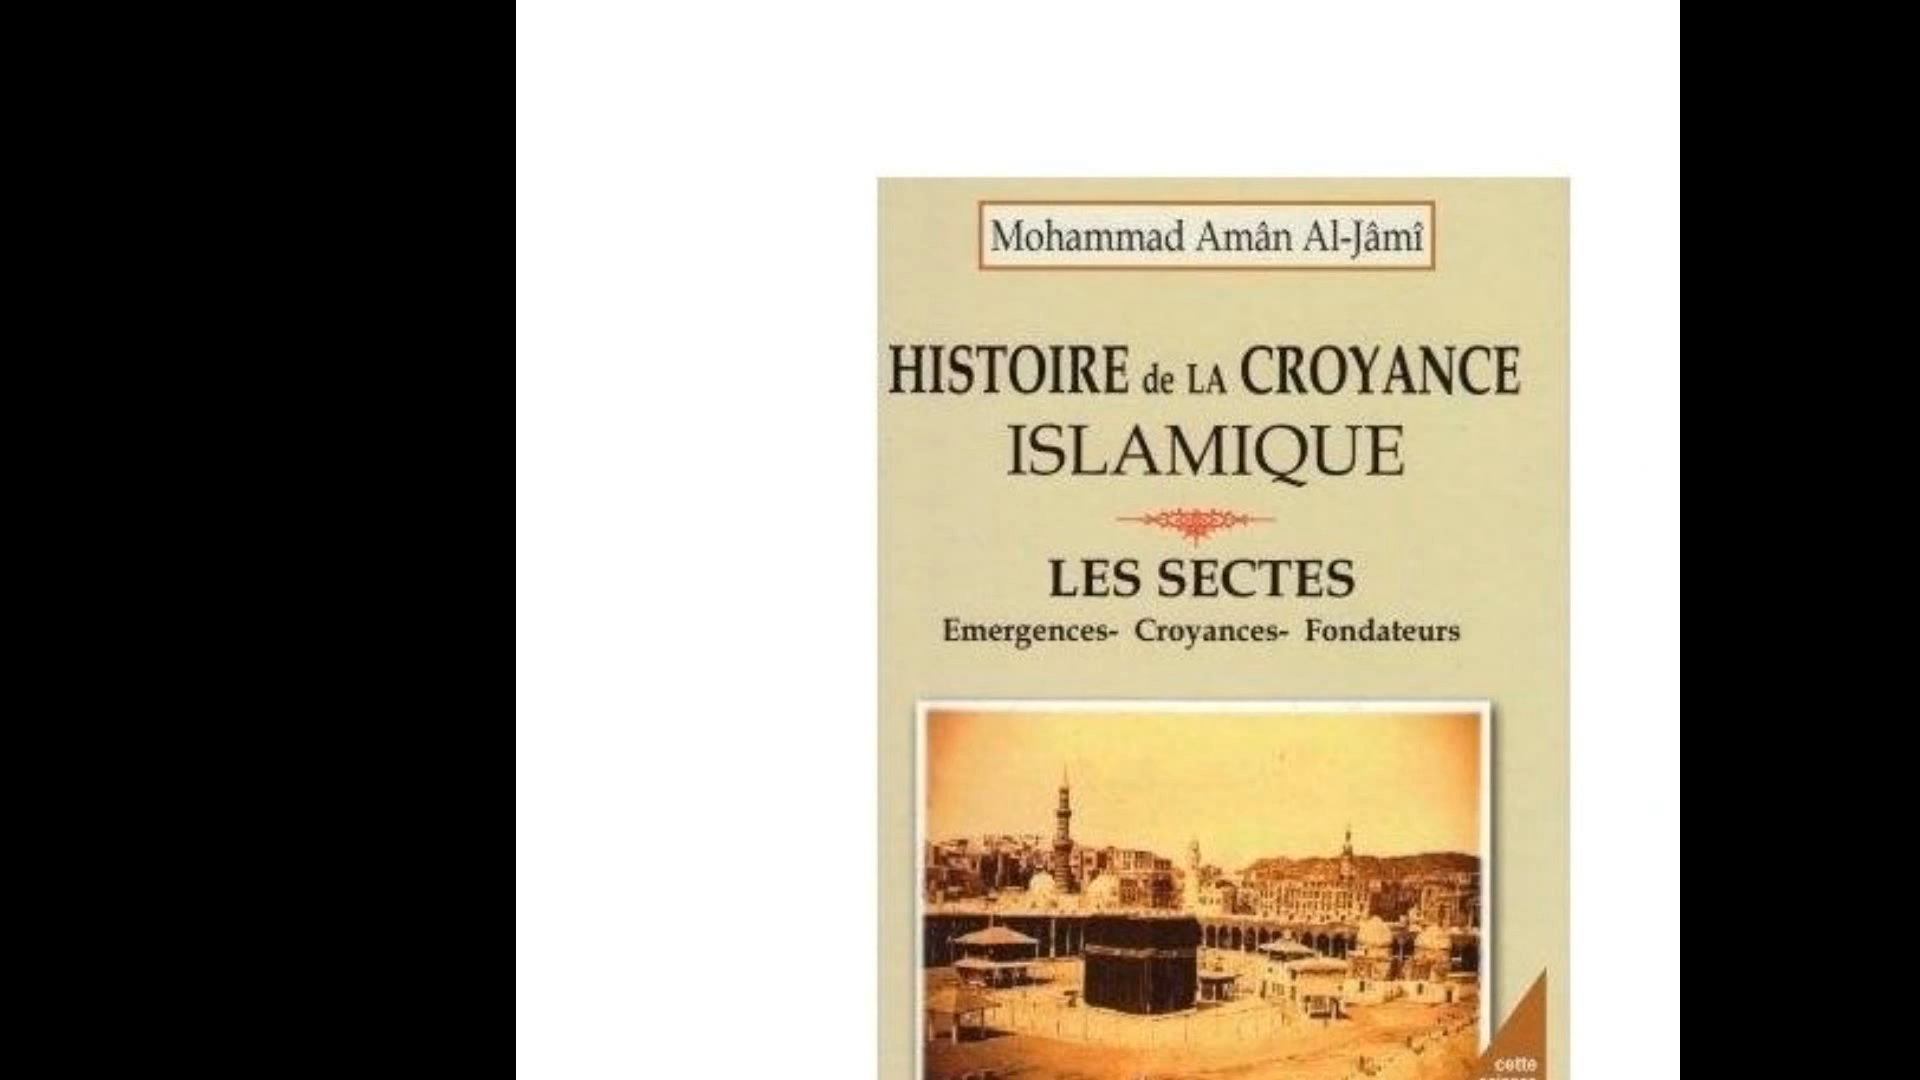 Mohammad Amân Al-Jâmî
HISTOIRE de LA CROYANCE
ISLAMIQUE
LES SECTES
Emergences- Croyances- Fondateurs
cette